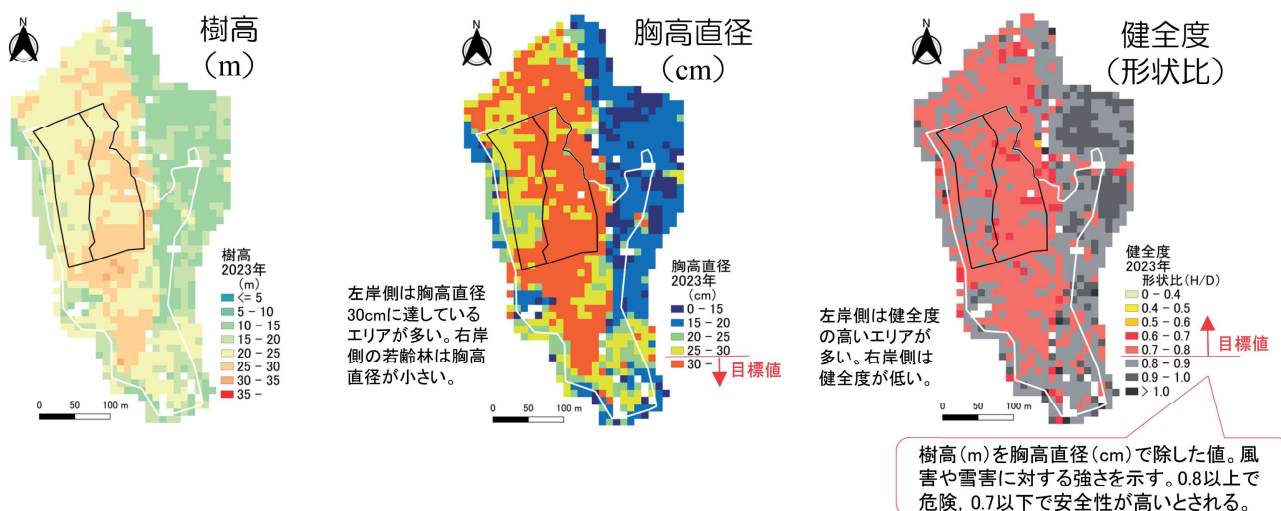 N
樹高
(m)
樹高
2023年
(m)
<= 5
5 - 10
10 - 15
15 - 20
20 - 25
25 - 30
30 - 35
35 -
0 50 100 m
N
胸高直径
(cm)
左岸側は胸高直径
30cmに達している
エリアが多い。右岸
側の若齢林は胸高
直径が小さい。
胸高直径
2023年
(cm)
0 - 15
15 - 20
20 - 25
25 - 30
30 -
目標値
0 50 100 m
N
健全度
(形状比)
左岸側は健全度
の高いエリアが
多い。右岸側は
健全度が低い。
健全度
2023年
形状比(H/D)
0 - 0.4
0.4 - 0.5
0.5 - 0.6
0.6 - 0.7
0.7 - 0.8
0.8 - 0.9
0.9 - 1.0
> 1.0
目標値
0 50 100 m
樹高(m)を胸高直径(cm)で除した値。風
害や雪害に対する強さを示す。0.8以上で
危険, 0.7以下で安全性が高いとされる。